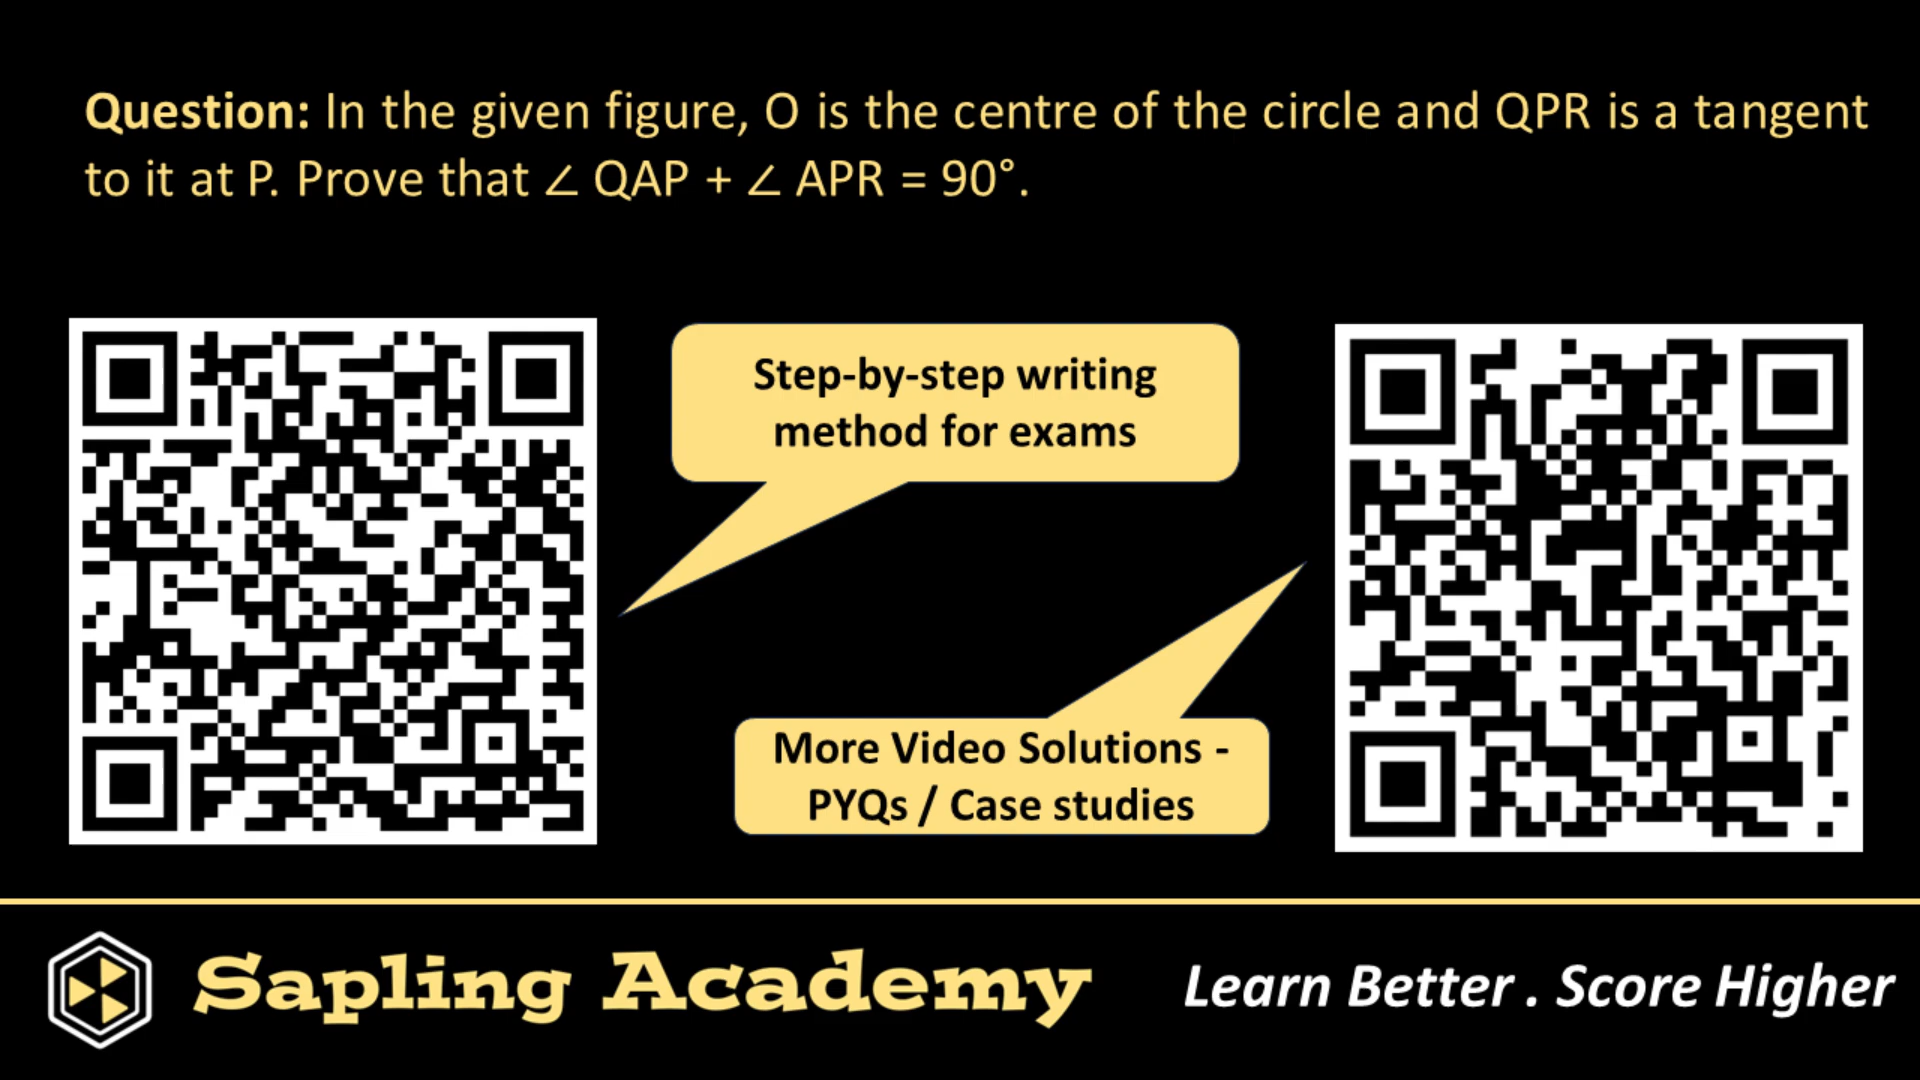 Question: In the given figure, O is the centre of the circle and QPR is a tangent
to it at P. Prove that ∠ QAP + ∠ APR = 90°.
Step-by-step writing
method for exams
More Video Solutions -
PYQs / Case studies
Sapling Academy
Learn Better . Score Higher